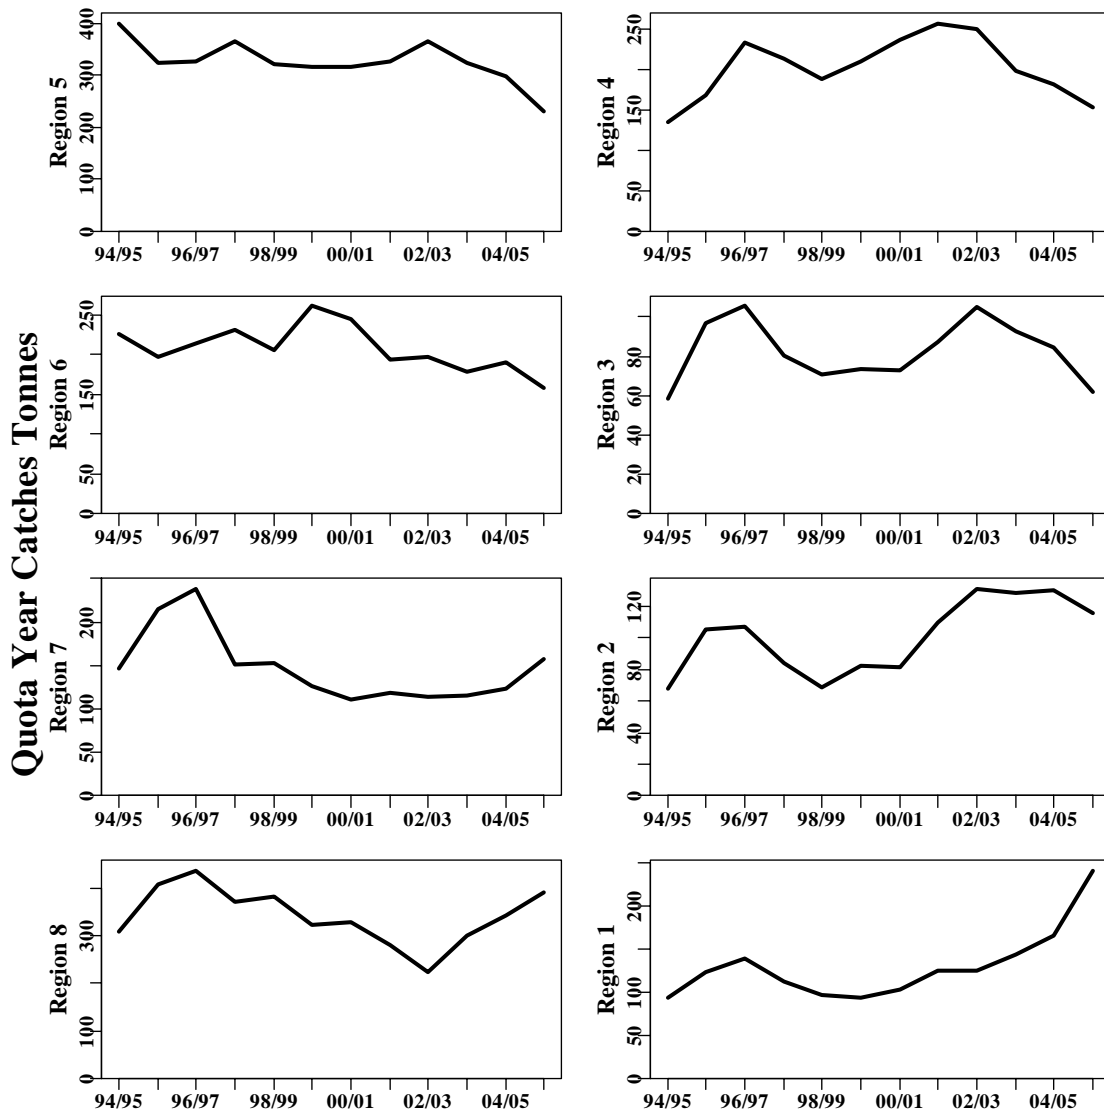 Quota Year Catches Tonnes
Region 5
0 100 200 300 400
94/95 96/97 98/99 00/01 02/03 04/05
Region 4
0 50 150 250
94/95 96/97 98/99 00/01 02/03 04/05
Region 6
0 50 150 250
94/95 96/97 98/99 00/01 02/03 04/05
Region 3
0 20 40 60 80
94/95 96/97 98/99 00/01 02/03 04/05
Region 7
0 50 100 200
94/95 96/97 98/99 00/01 02/03 04/05
Region 2
0 40 80 120
94/95 96/97 98/99 00/01 02/03 04/05
Region 8
0 100 300
94/95 96/97 98/99 00/01 02/03 04/05
Region 1
0 50 100 200
94/95 96/97 98/99 00/01 02/03 04/05